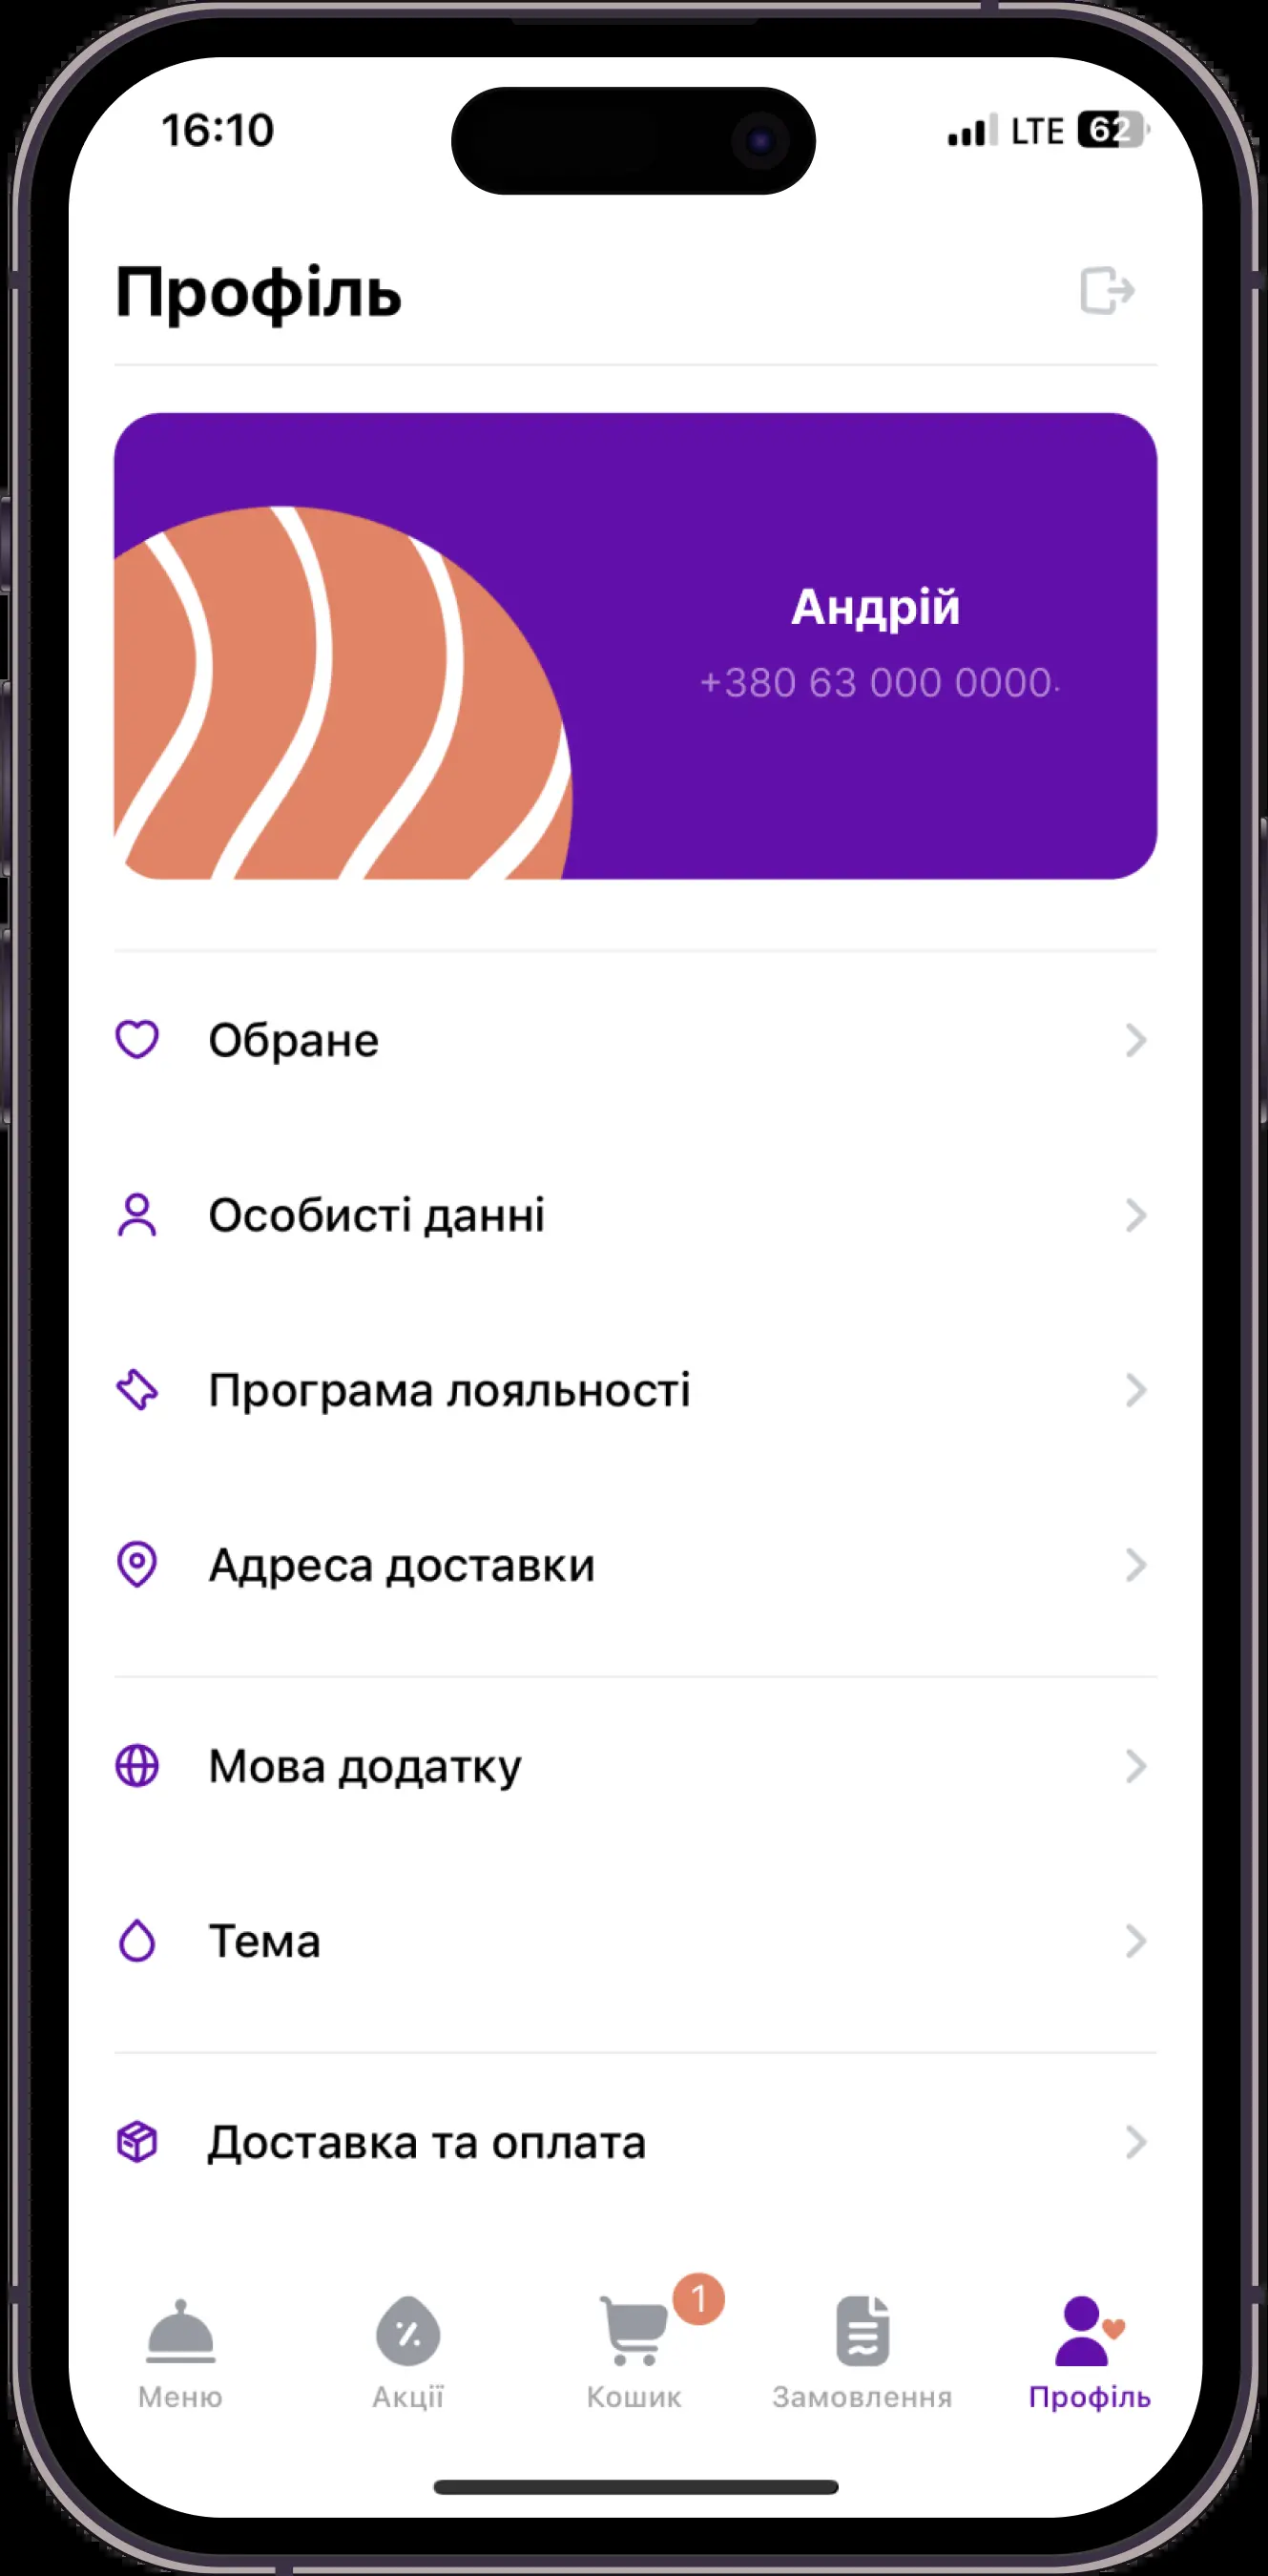 16:10
LTE 62
Профіль
Андрій
+380 63 000 0000.
Обране
Особисті данні
Програма лояльності
Адреса доставки
Мова додатку
Тема
Доставка та оплата
1
Меню
Акції
Кошик
Замовлення
Профіль